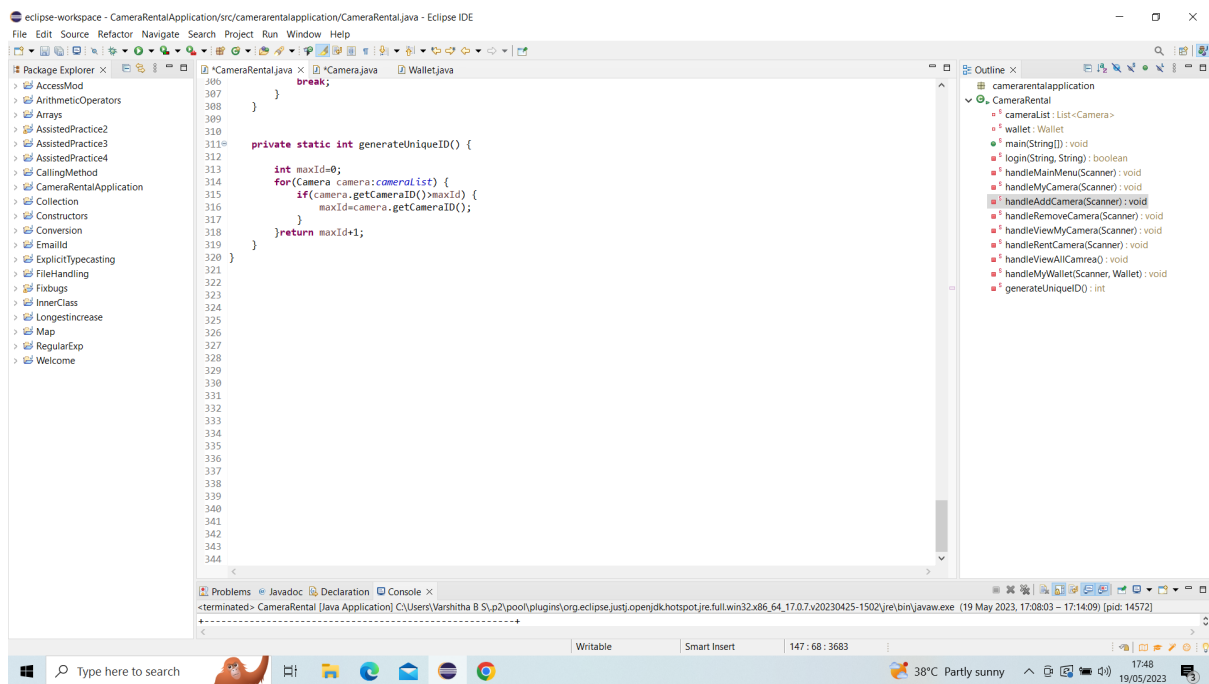 eclipse-workspace - CameraRentalApplication/src/camerarentalapplication/CameraRental.java - Eclipse IDE
File Edit Source Refactor Navigate Search Project Run Window Help
Package Explorer
AccessMod
ArithmeticOperators
Arrays
AssistedPractice2
AssistedPractice3
AssistedPractice4
CallingMethod
CameraRentalApplication
Collection
Constructors
Conversion
EmailId
ExplicitTypecasting
FileHandling
Fixbugs
InnerClass
Longestincrease
Map
RegularExp
Welcome
*CameraRental.java *Camera.java Wallet.java
306 break;
307 }
308 }
309
310
311 private static int generateUniqueID() {
312
313 int maxId=0;
314 for(Camera camera:cameraList) {
315 if(camera.getCameraID()>maxId) {
316 maxId=camera.getCameraID();
317 }
318 }return maxId+1;
319 }
320 }
321
322
323
324
325
326
327
328
329
330
331
332
333
334
335
336
337
338
339
340
341
342
343
344
Outline
camerarentalapplication
CameraRental
cameraList : List<Camera>
wallet : Wallet
main(String[]) : void
login(String, String) : boolean
handleMainMenu(Scanner) : void
handleMyCamera(Scanner) : void
handleAddCamera(Scanner) : void
handleRemoveCamera(Scanner) : void
handleViewMyCamera(Scanner) : void
handleRentCamera(Scanner) : void
handleViewAllCamrea() : void
handleMyWallet(Scanner, Wallet) : void
generateUniqueID() : int
Problems Javadoc Declaration Console
<terminated> CameraRental [Java Application] C:\Users\Varshitha B S\.p2\pool\plugins\org.eclipse.justj.openjdk.hotspot.jre.full.win32.x86_64_17.0.7.v20230425-1502\jre\bin\javaw.exe (19 May 2023, 17:08:03 – 17:14:09) [pid: 14572]
+-------------------------------------------------------+
Writable Smart Insert 147 : 68 : 3683
Type here to search
38°C Partly sunny
17:48
19/05/2023
3